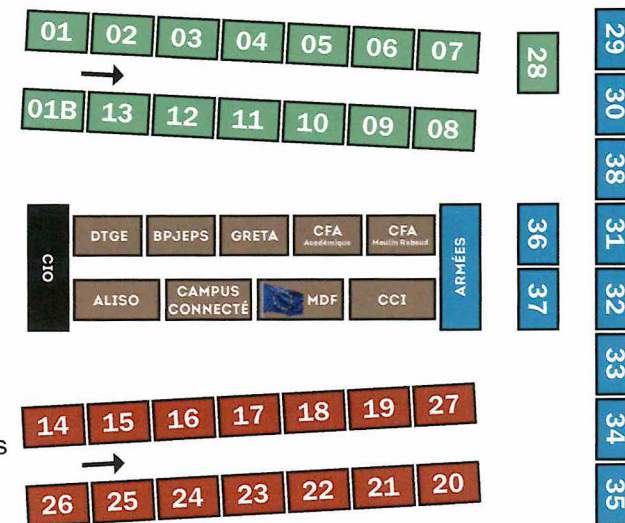 01 02 03 04 05 06 07
01B 13 12 11 10 09 08
28
29
30
38
31
32
33
34
35
36
37
CIO
DTGE BPJEPS GRETA CFA Académique CFA Moulin Rabaud
ALISO CAMPUS CONNECTÉ MDF CCI
ARMÉES
14 15 16 17 18 19 27
26 25 24 23 22 21 20
s